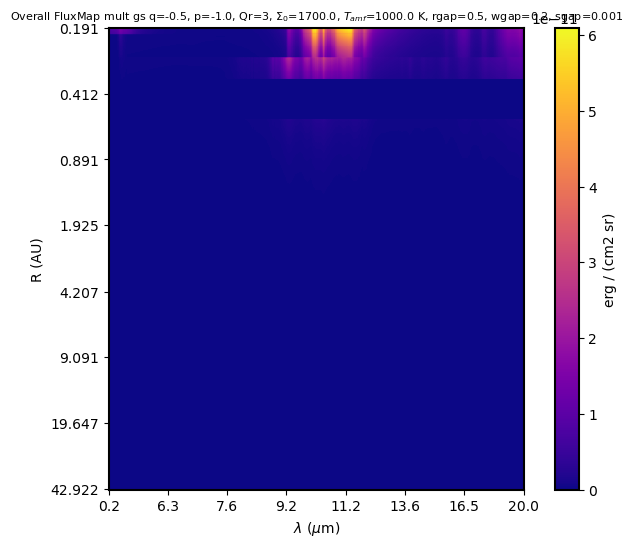 Overall FluxMap mult gs q=-0.5, p=-1.0, Qr=3, Σ₀=1700.0, T_amf=1000.0 K, rgap=0.5, wgap=0.2, sgap=0.001
1e−11
0.191
0.412
0.891
1.925
4.207
9.091
19.647
42.922
R (AU)
0.2 6.3 7.6 9.2 11.2 13.6 16.5 20.0
λ (μm)
6
5
4
3
2
1
0
erg / (cm2 sr)